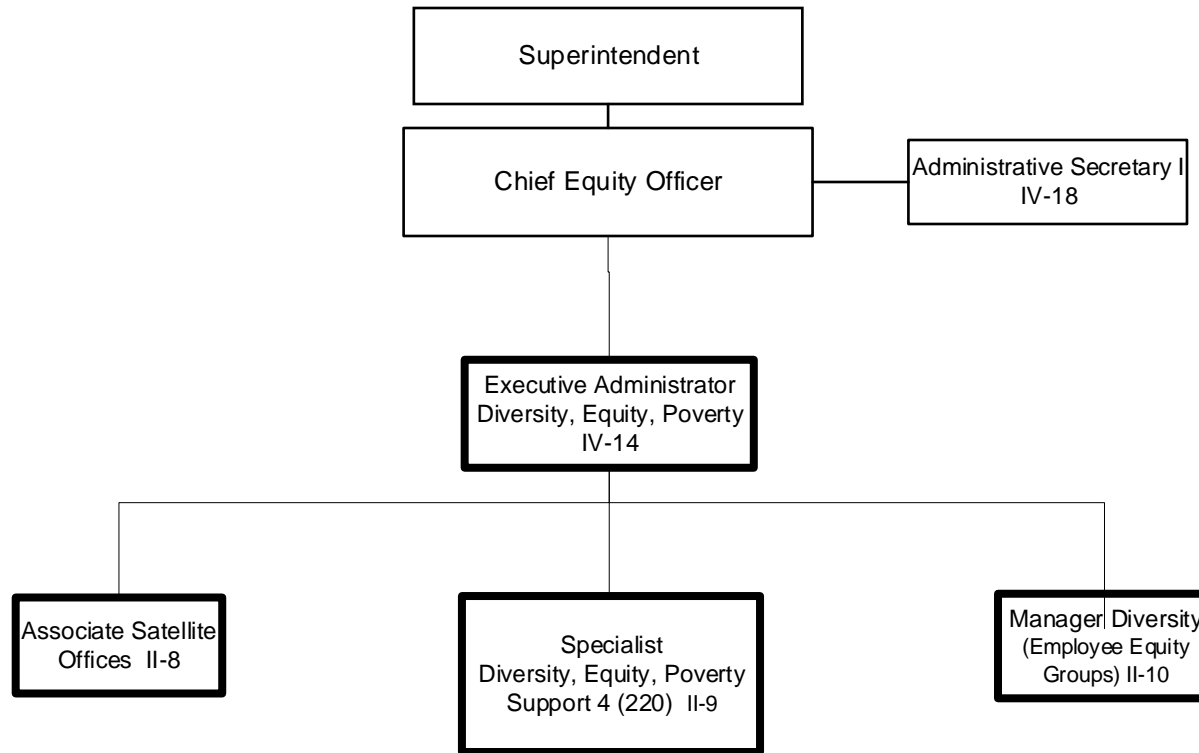 Superintendent
Chief Equity Officer
Administrative Secretary I
IV-18
Executive Administrator
Diversity, Equity, Poverty
IV-14
Associate Satellite
Offices II-8
Specialist
Diversity, Equity, Poverty
Support 4 (220) II-9
Manager Diversity
(Employee Equity
Groups) II-10